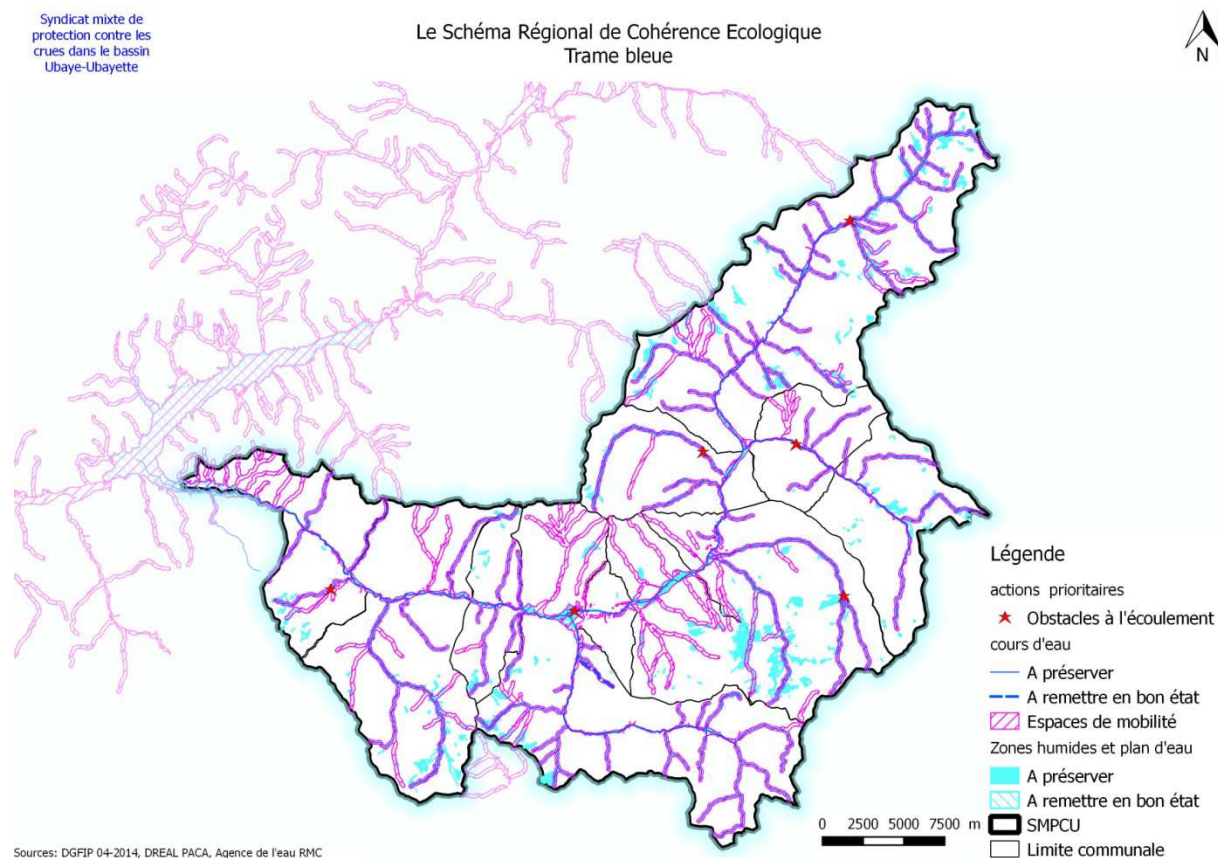 Syndicat mixte de
protection contre les
crues dans le bassin
Ubaye-Ubayette
Le Schéma Régional de Cohérence Ecologique
Trame bleue
N
Légende
actions prioritaires
Obstacles à l'écoulement
cours d'eau
A préserver
A remettre en bon état
Espaces de mobilité
Zones humides et plan d'eau
A préserver
A remettre en bon état
SMPCU
Limite communale
0 2500 5000 7500 m
Sources: DGFIP 04-2014, DREAL PACA, Agence de l'eau RMC